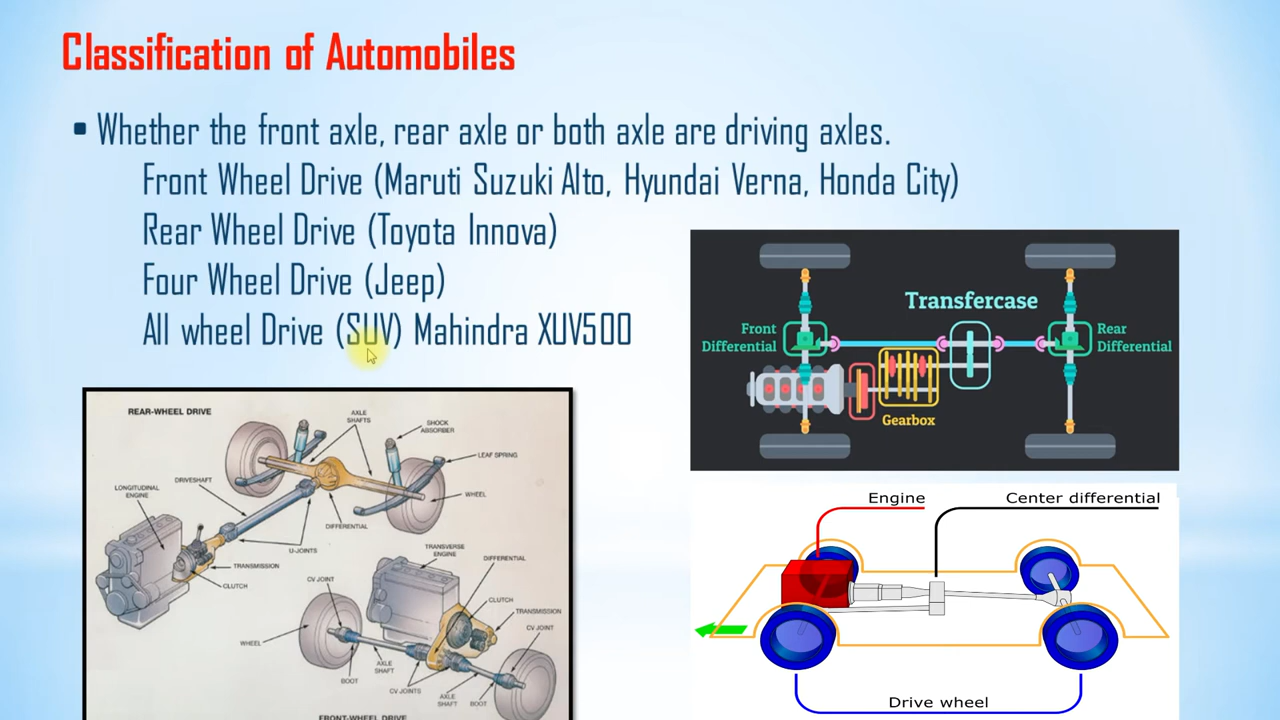 Classification of Automobiles
▪ Whether the front axle, rear axle or both axle are driving axles.
Front Wheel Drive (Maruti Suzuki Alto, Hyundai Verna, Honda City)
Rear Wheel Drive (Toyota Innova)
Four Wheel Drive (Jeep)
All wheel Drive (SUV) Mahindra XUV500
Transfercase
Front
Differential
Rear
Differential
Gearbox
REAR-WHEEL DRIVE
AXLE
SHAFTS
SHOCK
ABSORBER
LEAF SPRING
WHEEL
DRIVESHAFT
LONGITUDINAL
ENGINE
DIFFERENTIAL
U-JOINTS
TRANSMISSION
CLUTCH
TRANSVERSE
ENGINE
DIFFERENTIAL
CV JOINT
CLUTCH
TRANSMISSION
CV JOINT
WHEEL
AXLE
SHAFT
BOOT
CV JOINTS
AXLE
SHAFT
BOOT
FRONT-WHEEL DRIVE
Engine
Center differential
Drive wheel